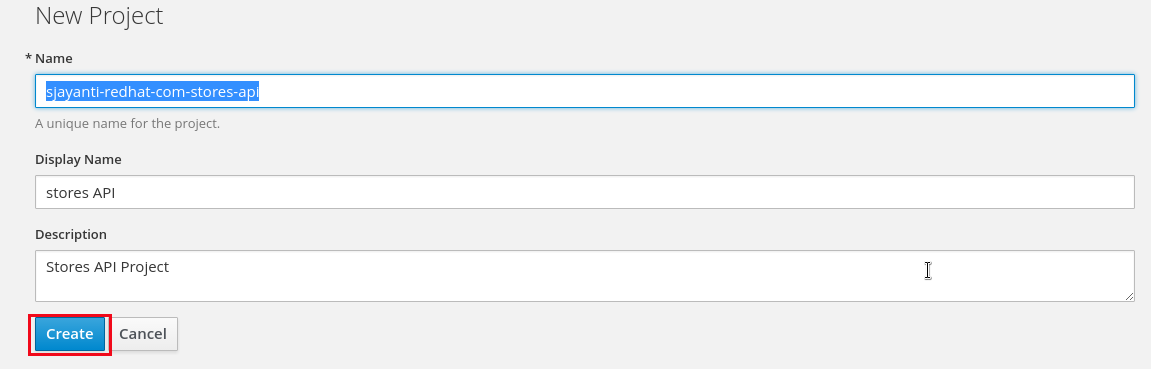 New Project
* Name
sjayanti-redhat-com-stores-api
A unique name for the project.
Display Name
stores API
Description
Stores API Project
Create Cancel